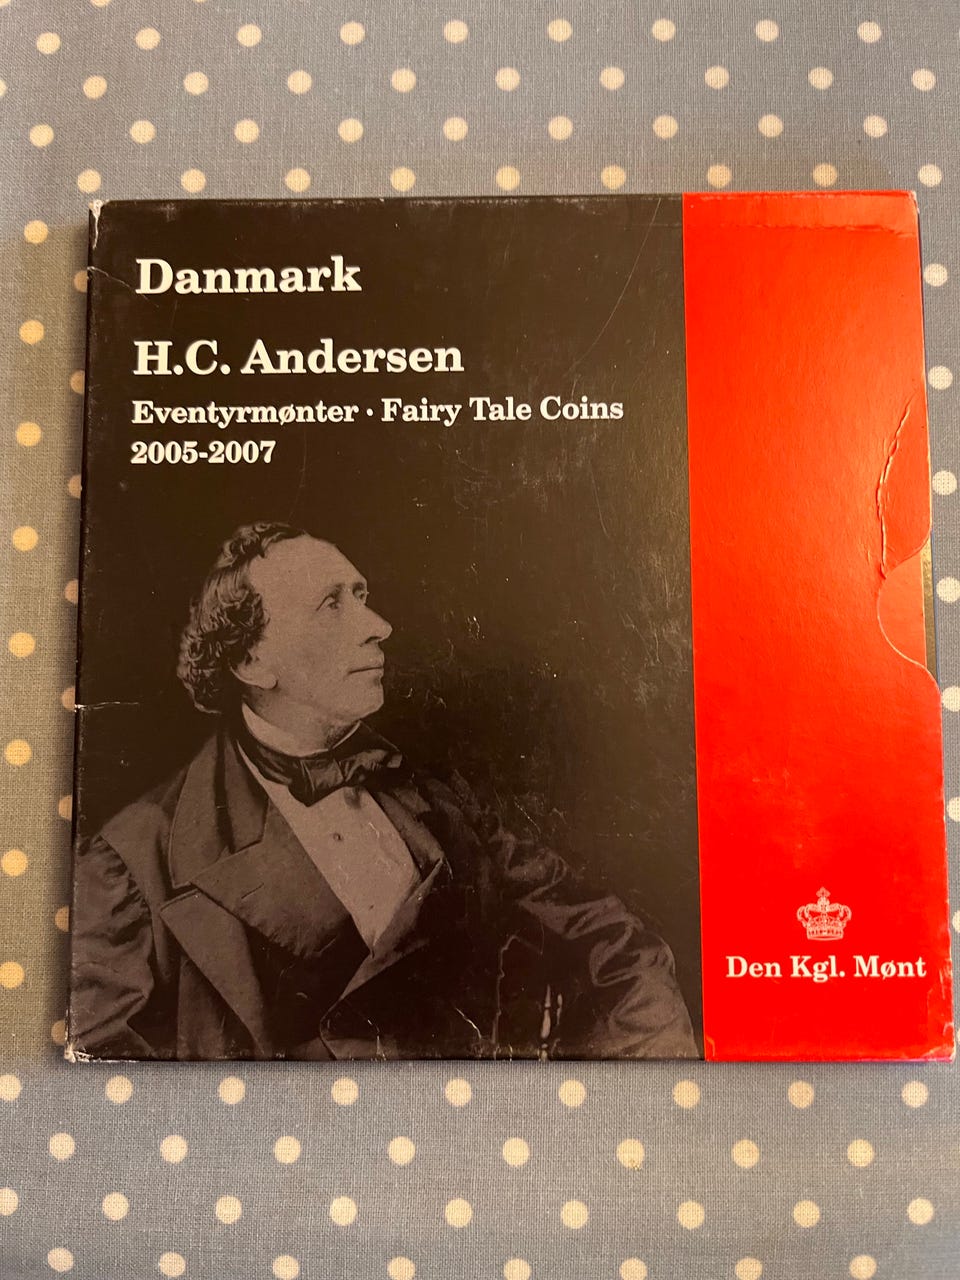 Danmark
H.C. Andersen
Eventyrmønter · Fairy Tale Coins
2005-2007
Den Kgl. Mønt